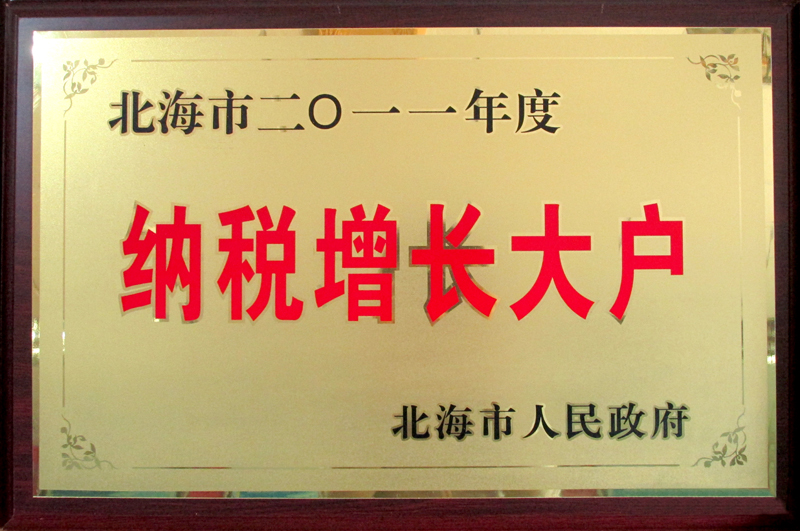 北海市二〇一一年度
纳税增长大户
北海市人民政府